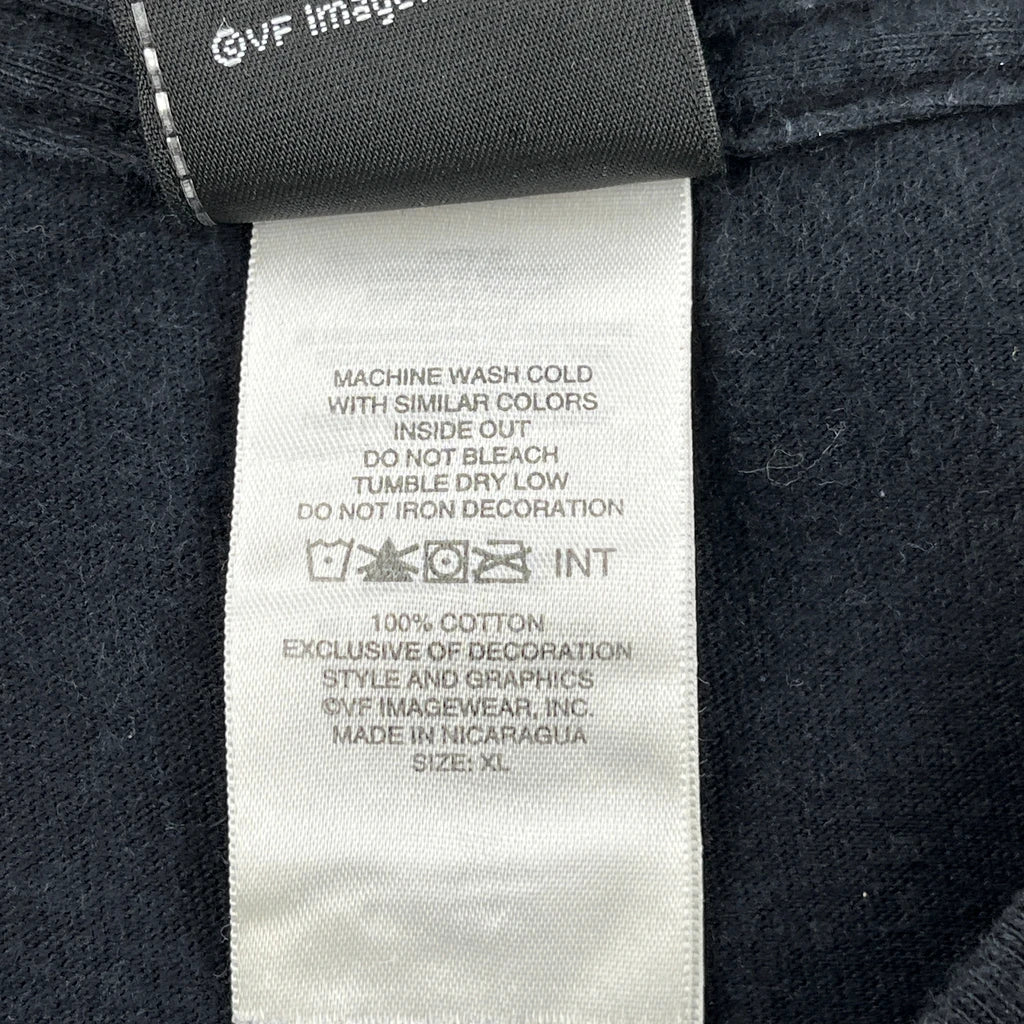 ©VF Image
MACHINE WASH COLD
WITH SIMILAR COLORS
INSIDE OUT
DO NOT BLEACH
TUMBLE DRY LOW
DO NOT IRON DECORATION
INT
100% COTTON
EXCLUSIVE OF DECORATION
STYLE AND GRAPHICS
©VF IMAGEWEAR, INC.
MADE IN NICARAGUA
SIZE: XL